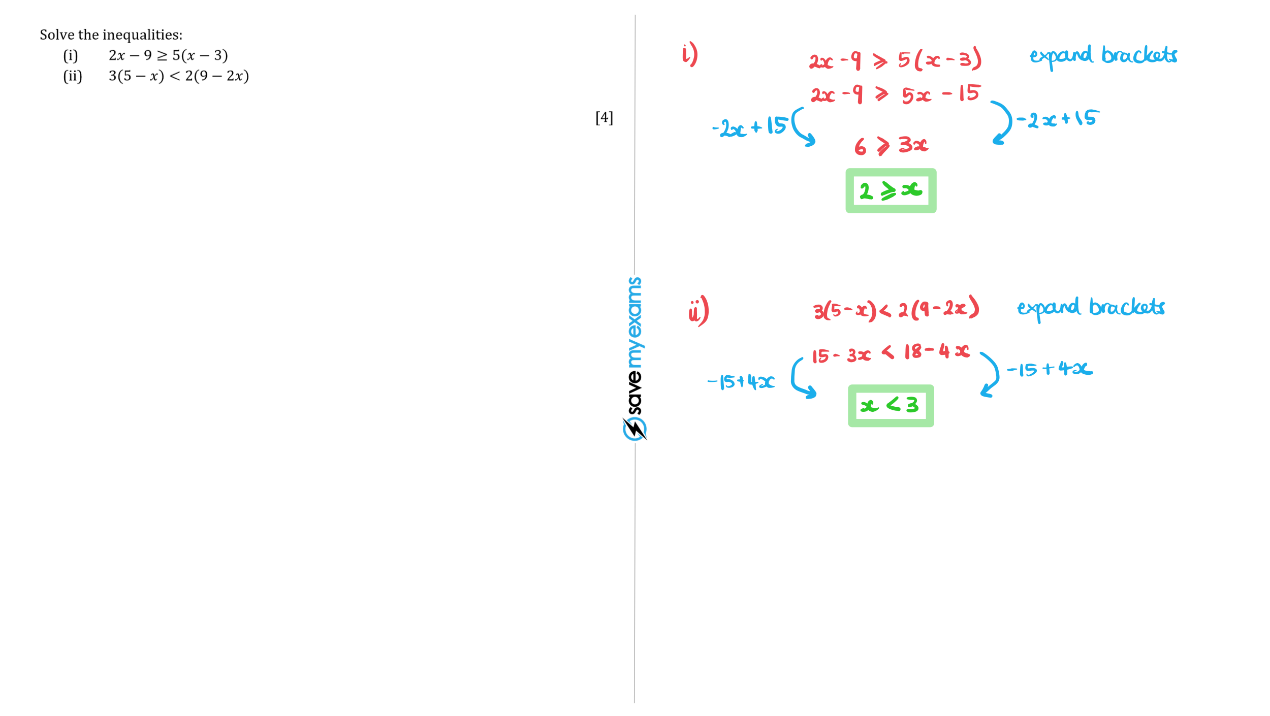 Solve the inequalities:
(i) 2x − 9 ≥ 5(x − 3)
(ii) 3(5 − x) < 2(9 − 2x)
[4]
save my exams
i) 2x - 9 ⩾ 5(x - 3) expand brackets
2x - 9 ⩾ 5x - 15
-2x + 15 -2x + 15
6 ⩾ 3x
2 ⩾ x
ii) 3(5 - x) < 2(9 - 2x) expand brackets
15 - 3x < 18 - 4x
-15 + 4x -15 + 4x
x < 3